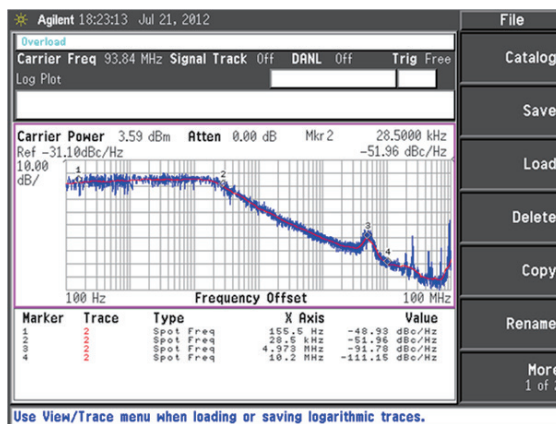 Agilent 18:23:13 Jul 21, 2012
File
Overload
Carrier Freq 93.84 MHz Signal Track Off DANL Off Trig Free
Log Plot
Catalog
Save
Carrier Power 3.59 dBm Atten 0.00 dB Mkr2 28.5000 kHz
Ref -31.10dBc/Hz -51.96 dBc/Hz
10.00
dB/
1
2
3
4
Load
Delete
Copy
100 Hz Frequency Offset 100 MHz
Marker Trace Type X Axis Value
1 2 Spot Freq 155.5 Hz -48.93 dBc/Hz
2 2 Spot Freq 28.5 kHz -51.96 dBc/Hz
3 2 Spot Freq 4.973 MHz -91.78 dBc/Hz
4 2 Spot Freq 10.2 MHz -111.15 dBc/Hz
Rename
More
1 of 2
Use View/Trace menu when loading or saving logarithmic traces.